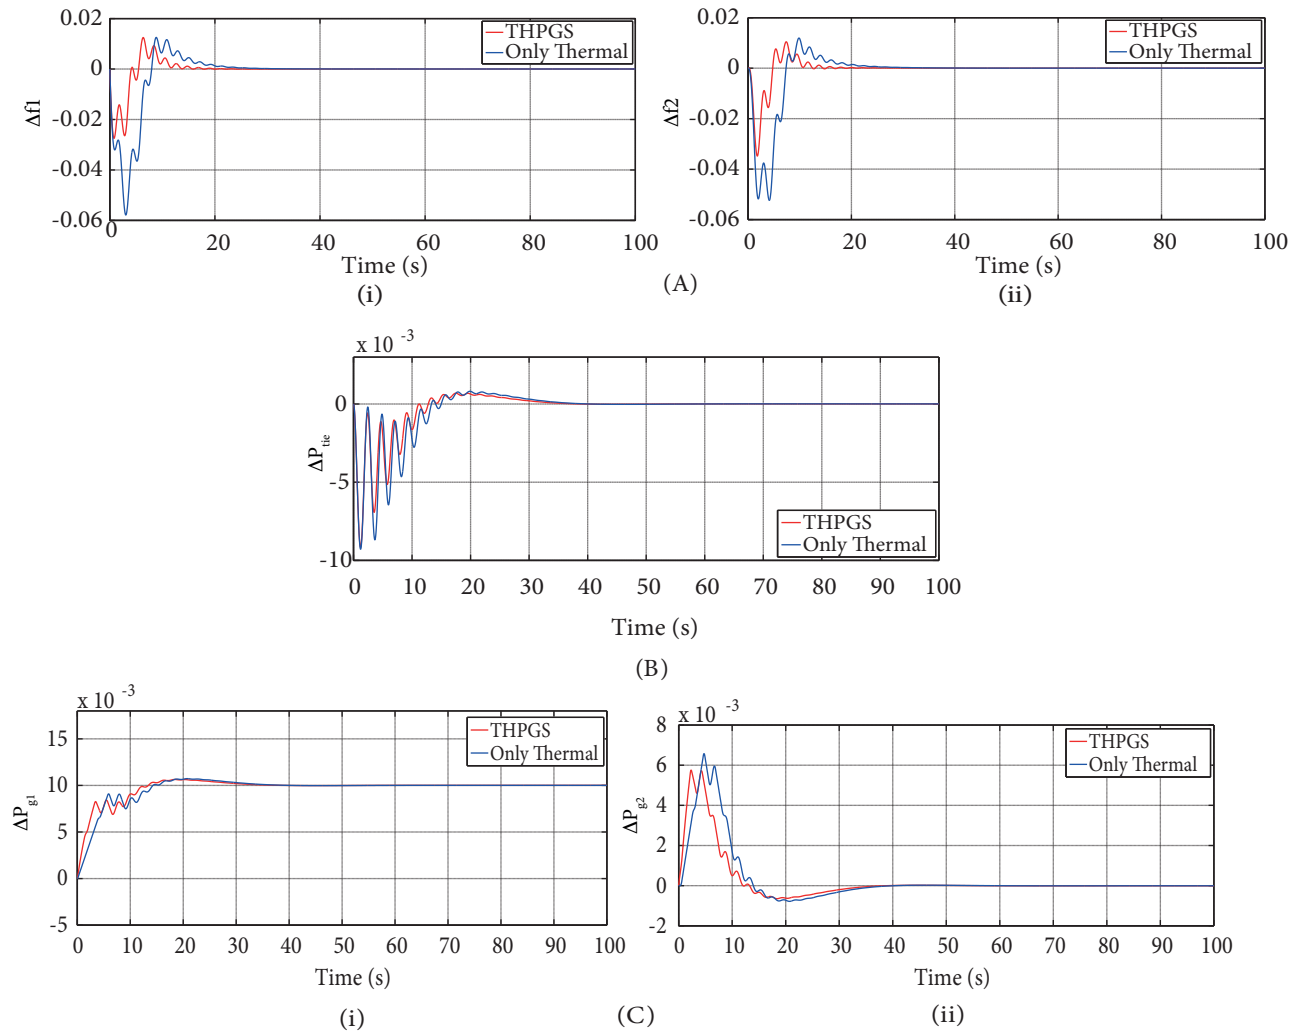 0.02
0
-0.02
-0.04
-0.06
Δf1
THPGS
Only Thermal
0 20 40 60 80 100
Time (s)
(i)
0.02
0
-0.02
-0.04
-0.06
Δf2
THPGS
Only Thermal
0 20 40 60 80 100
Time (s)
(ii)
(A)
x 10 -3
0
-5
-10
ΔPtie
THPGS
Only Thermal
0 10 20 30 40 50 60 70 80 90 100
Time (s)
(B)
x 10 -3
15
10
5
0
-5
ΔPg1
THPGS
Only Thermal
0 10 20 30 40 50 60 70 80 90 100
Time (s)
(i)
x 10 -3
8
6
4
2
0
-2
ΔPg2
THPGS
Only Thermal
0 10 20 30 40 50 60 70 80 90 100
Time (s)
(ii)
(C)